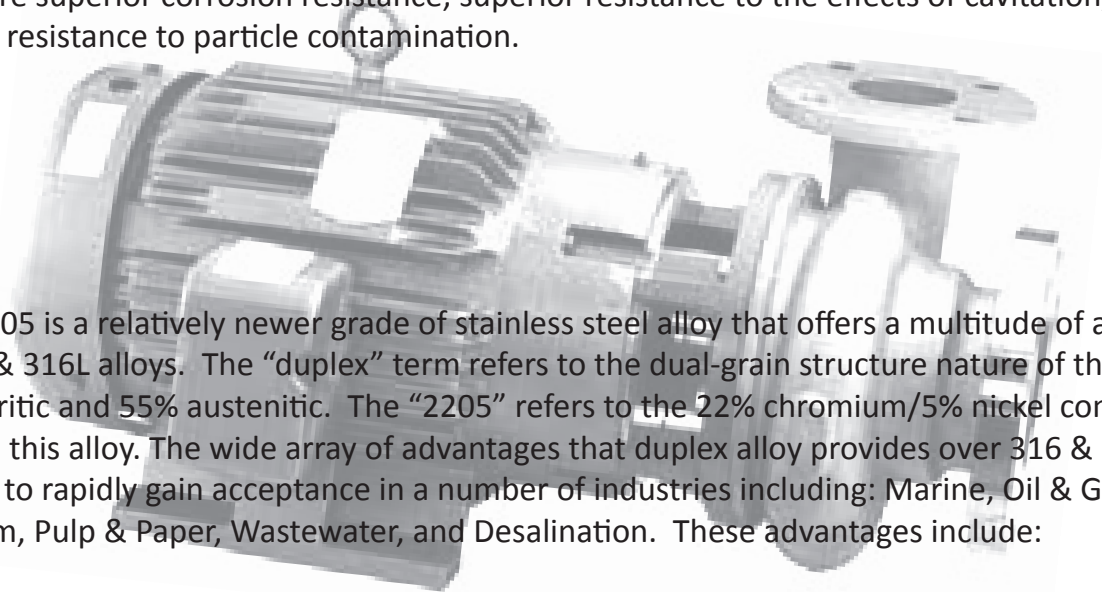 superior corrosion resistance, superior resistance to the effects of cavitation
resistance to particle contamination.
05 is a relatively newer grade of stainless steel alloy that offers a multitude of
& 316L alloys. The “duplex” term refers to the dual-grain structure nature of
ritic and 55% austenitic. The “2205” refers to the 22% chromium/5% nickel
this alloy. The wide array of advantages that duplex alloy provides over 316 &
to rapidly gain acceptance in a number of industries including: Marine, Oil & G
m, Pulp & Paper, Wastewater, and Desalination. These advantages include: